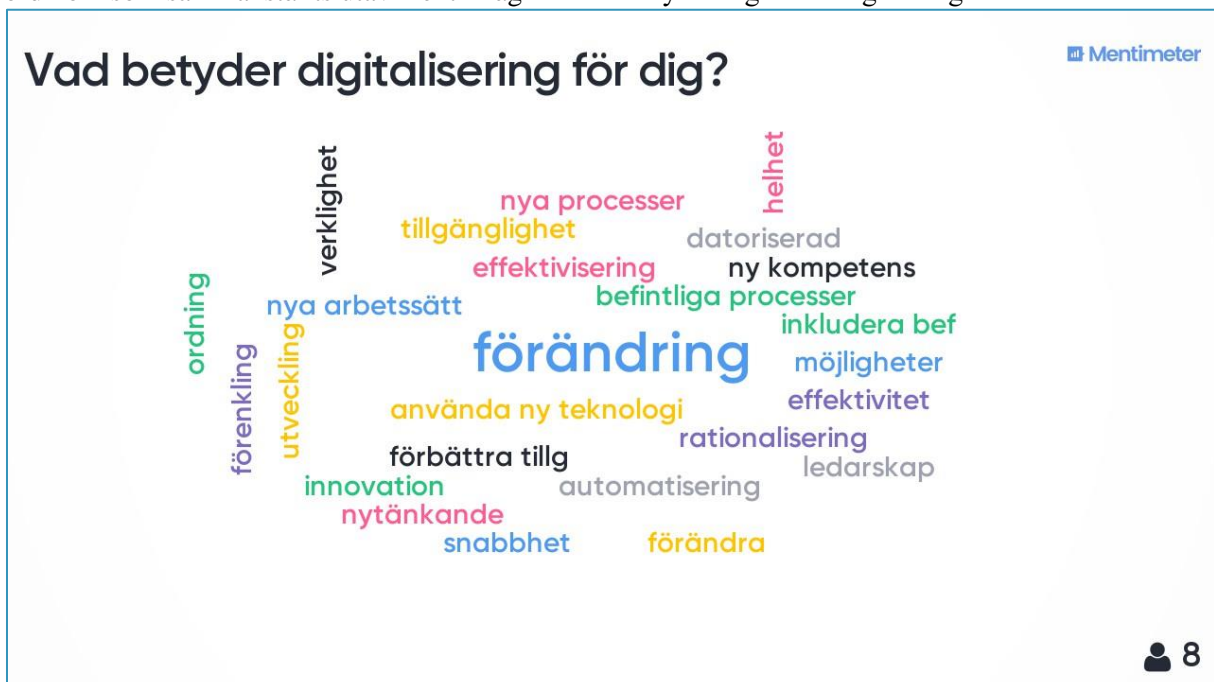 Vad betyder digitalisering för dig?
Mentimeter
verklighet
helhet
nya processer
tillgänglighet
datoriserad
effektivisering
ny kompetens
ordning
nya arbetssätt
befintliga processer
inkludera bef
utveckling
förenkling
förändring
möjligheter
använda ny teknologi
effektivitet
rationalisering
förbättra tillg
ledarskap
innovation
automatisering
nytänkande
snabbhet
förändra
8